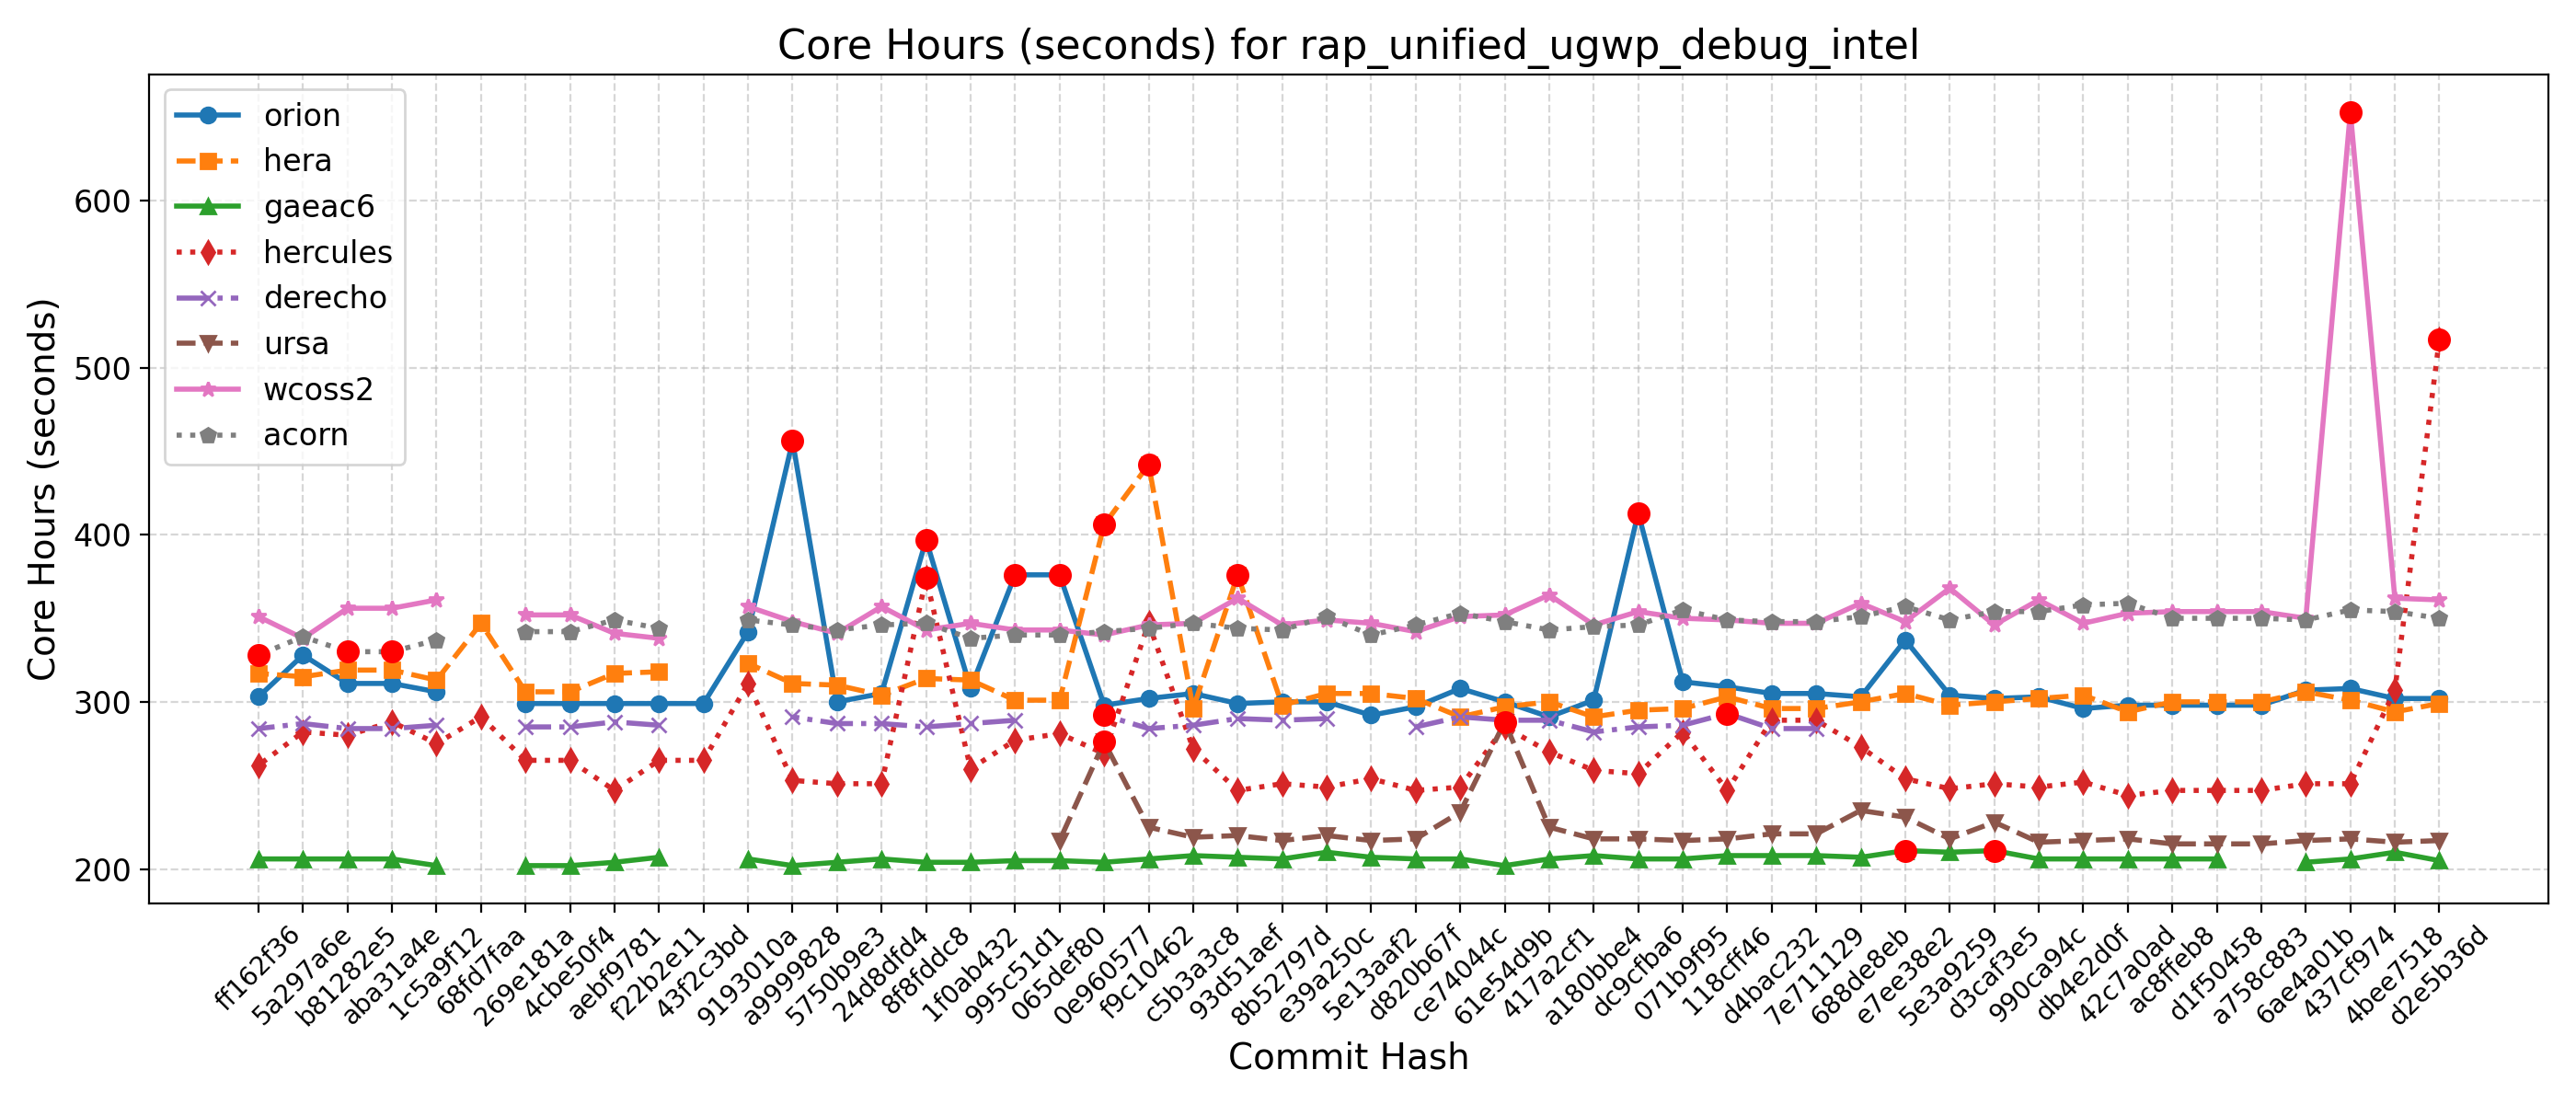 Core Hours (seconds) for rap_unified_ugwp_debug_intel
orion
hera
gaeac6
hercules
derecho
ursa
wcoss2
acorn
Core Hours (seconds)
600
500
400
300
200
ff162f36
5a297a6e
b81282e5
aba31a4e
1c5a9f12
68fd7faa
269e181a
4cbe50f4
aebf9781
f22b2e11
43f2c3bd
9193010a
a9999828
5750b9e3
24d8dfd4
8f8fddc8
1f0ab432
995c51d1
065def80
0e960577
f9c10462
c5b3a3c8
93d51aef
8b52797d
e39a250c
5e13aaf2
d820b67f
ce74044c
61e54d9b
417a2cf1
a180bbe4
dc9cfba6
071b9f95
118cff46
d4bac232
7e711129
688de8eb
e7ee38e2
5e3a9259
d3caf3e5
990ca94c
db4e2d0f
42c7a0ad
ac8ffeb8
d1f50458
a758c883
6ae4a01b
437cf974
4bee7518
d2e5b36d
Commit Hash